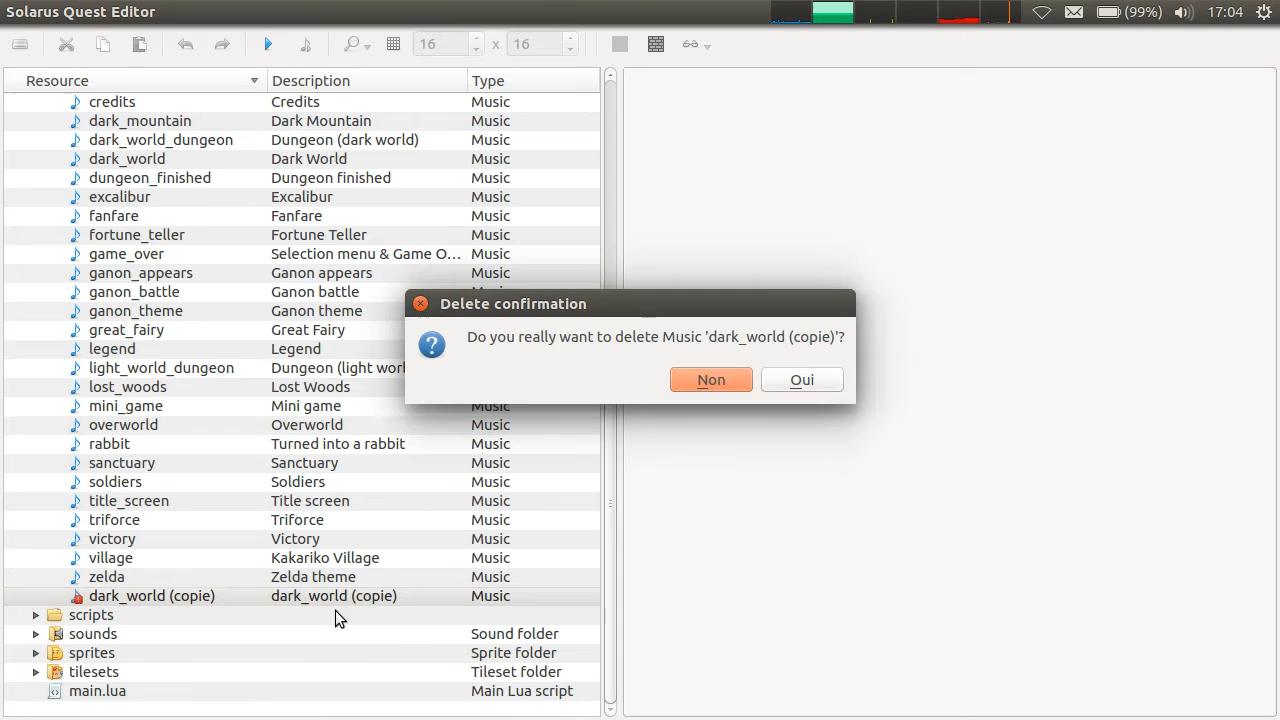 Solarus Quest Editor
(99%)
17:04
16 x 16
Resource Description Type
credits Credits Music
dark_mountain Dark Mountain Music
dark_world_dungeon Dungeon (dark world) Music
dark_world Dark World Music
dungeon_finished Dungeon finished Music
excalibur Excalibur Music
fanfare Fanfare Music
fortune_teller Fortune Teller Music
game_over Selection menu & Game O... Music
ganon_appears Ganon appears Music
ganon_battle Ganon battle Music
ganon_theme Ganon theme
great_fairy Great Fairy
legend Legend
light_world_dungeon Dungeon (light worl
lost_woods Lost Woods
mini_game Mini game Music
overworld Overworld Music
rabbit Turned into a rabbit Music
sanctuary Sanctuary Music
soldiers Soldiers Music
title_screen Title screen Music
triforce Triforce Music
victory Victory Music
village Kakariko Village Music
zelda Zelda theme Music
dark_world (copie) dark_world (copie) Music
scripts
sounds Sound folder
sprites Sprite folder
tilesets Tileset folder
main.lua Main Lua script
Delete confirmation
Do you really want to delete Music 'dark_world (copie)'?
Non Oui